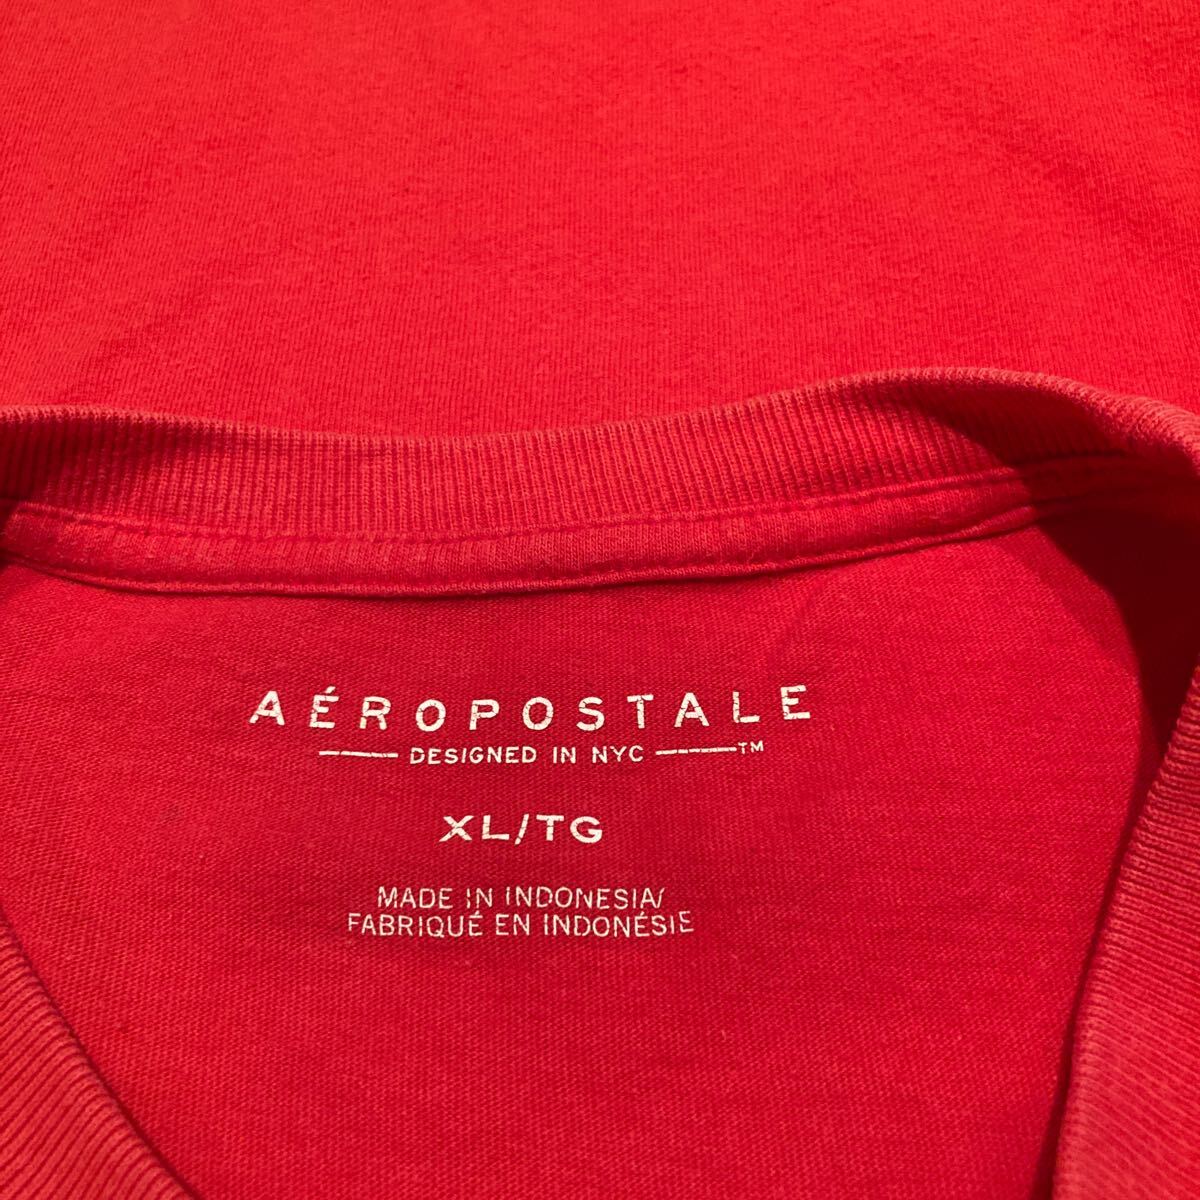 AÉROPOSTALE
DESIGNED IN NYC ™
XL/TG
MADE IN INDONESIA/
FABRIQUÉ EN INDONÉSIE